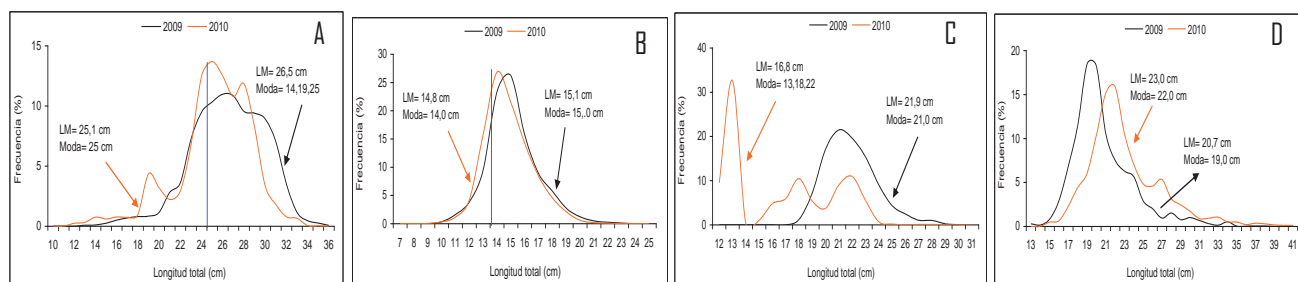 2009 2010
A
15
10
5
0
Frecuencia (%)
LM= 26,5 cm
Moda= 14,19,25
LM= 25,1 cm
Moda= 25 cm
10 12 14 16 18 20 22 24 26 28 30 32 34 36
Longitud total (cm)
2009 2010
B
30
25
20
15
10
5
0
Frecuencia (%)
LM= 14,8 cm
Moda= 14,0 cm
LM= 15,1 cm
Moda= 15,.0 cm
7 8 9 10 12 13 14 15 16 17 18 19 20 21 22 23 24 25
Longitud total (cm)
2009 2010
C
40
30
20
10
0
Frecuencia (%)
LM= 16,8 cm
Moda= 13,18,22
LM= 21,9 cm
Moda= 21,0 cm
12 13 14 15 16 18 19 20 21 22 24 25 26 27 28 30 31
Longitud total (cm)
2009 2010
D
20
15
10
5
0
Frecuencia (%)
LM= 23,0 cm
Moda= 22,0 cm
LM= 20,7 cm
Moda= 19,0 cm
13 15 17 19 21 23 25 27 29 31 33 35 37 39 41
Longitud total (cm)